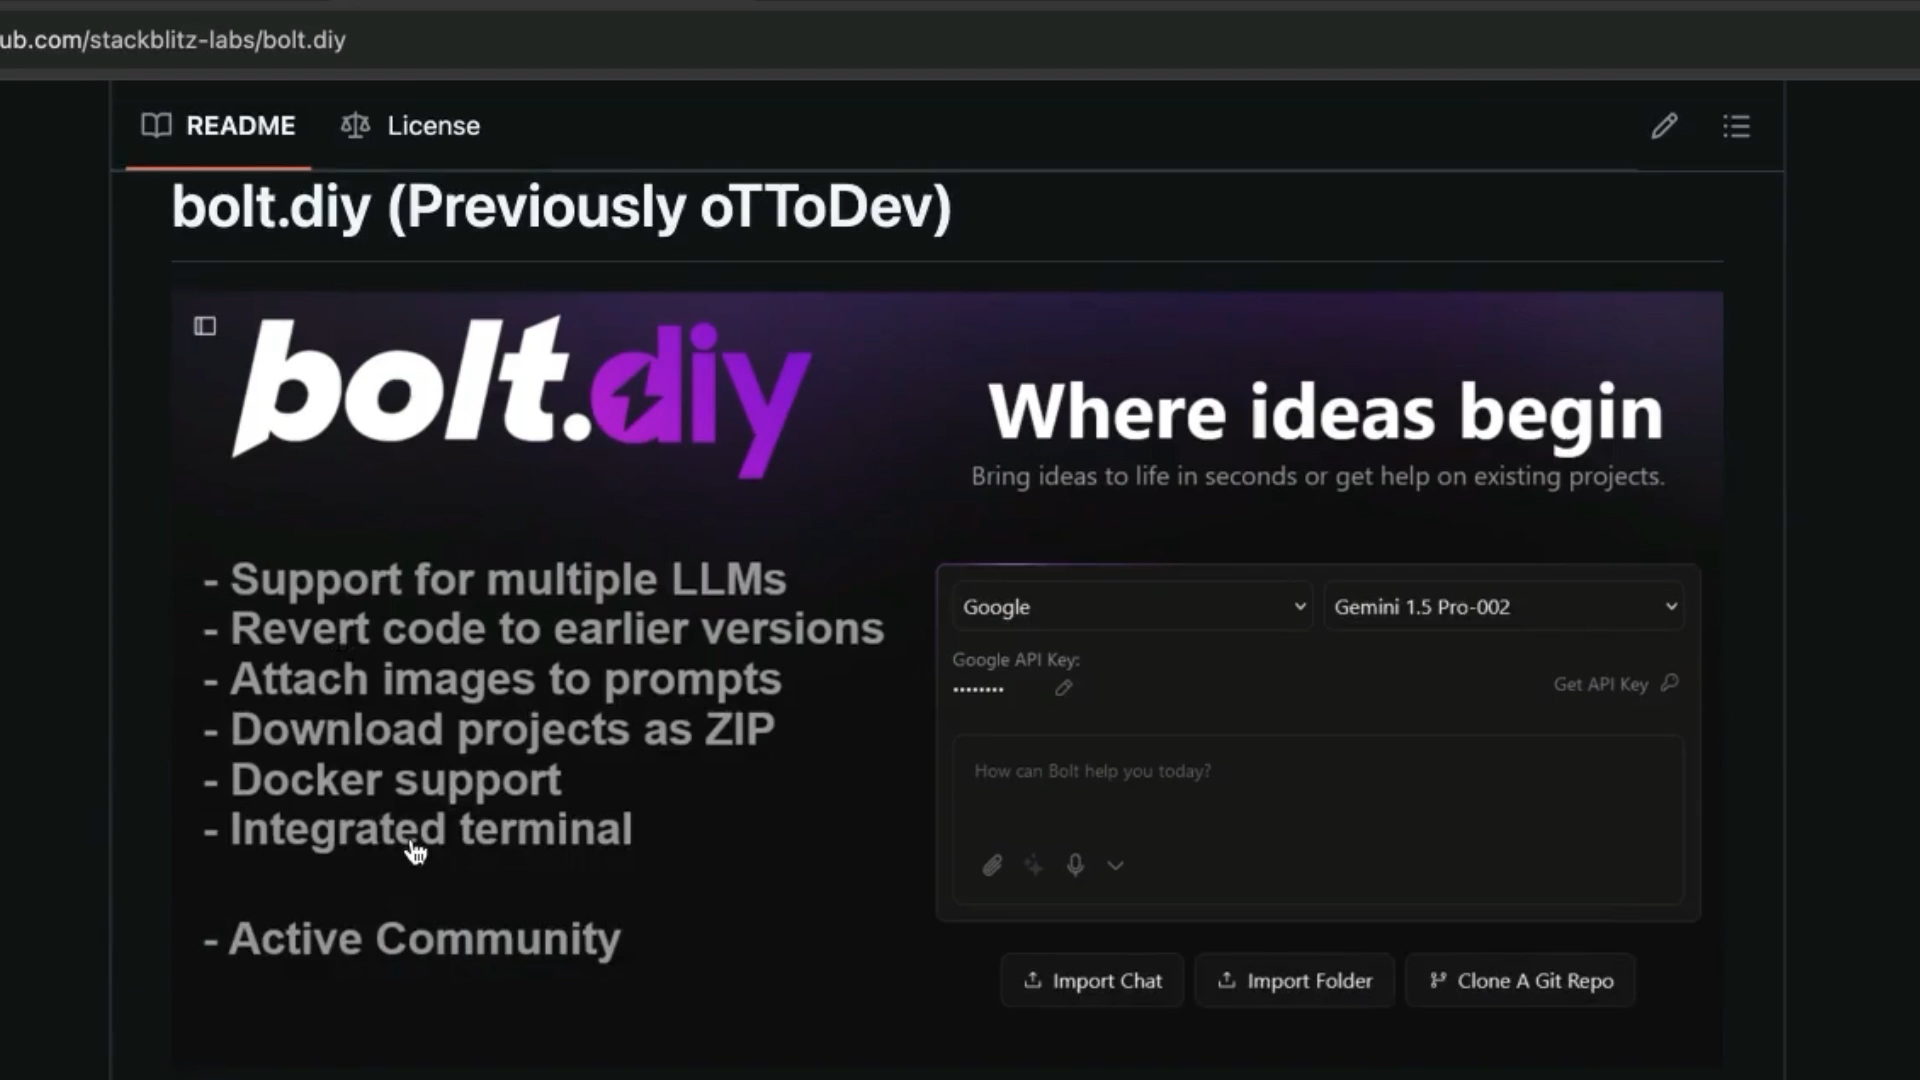 ub.com/stackblitz-labs/bolt.diy
README
License
bolt.diy (Previously oTToDev)
bolt.diy
Where ideas begin
Bring ideas to life in seconds or get help on existing projects.
- Support for multiple LLMs
- Revert code to earlier versions
- Attach images to prompts
- Download projects as ZIP
- Docker support
- Integrated terminal
- Active Community
Google
Gemini 1.5 Pro-002
Google API Key:
••••••••
Get API Key
How can Bolt help you today?
Import Chat
Import Folder
Clone A Git Repo